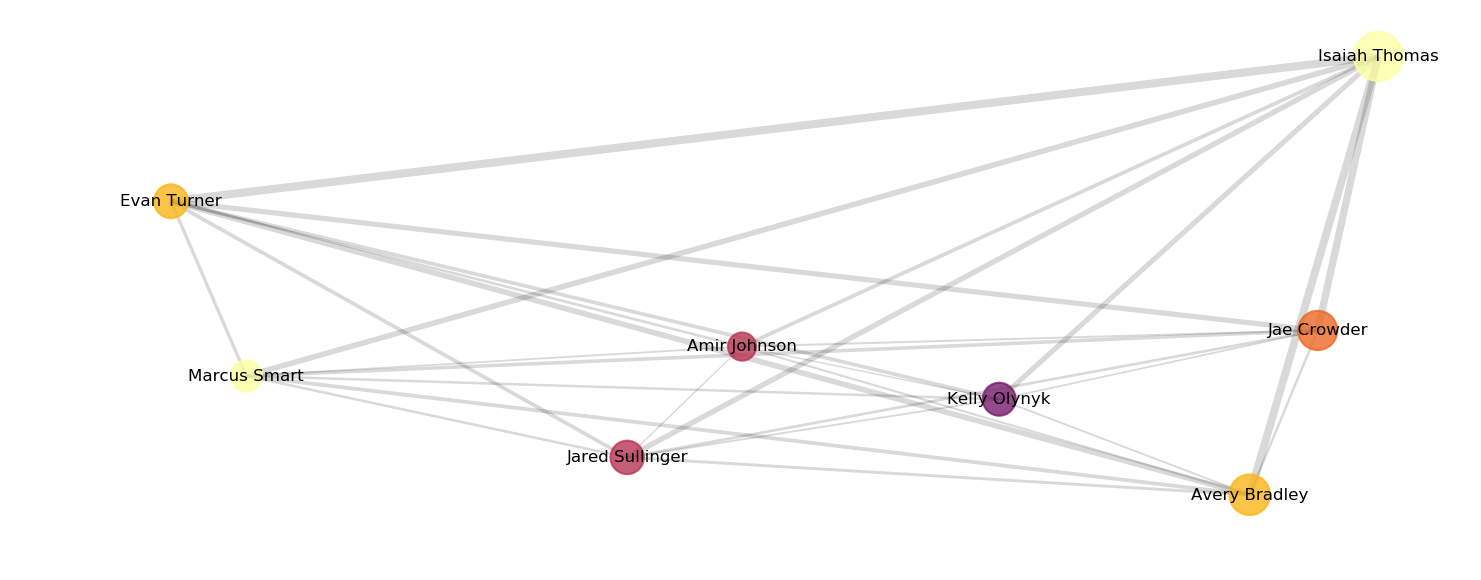 Isaiah Thomas
Evan Turner
Jae Crowder
Amir Johnson
Marcus Smart
Kelly Olynyk
Jared Sullinger
Avery Bradley